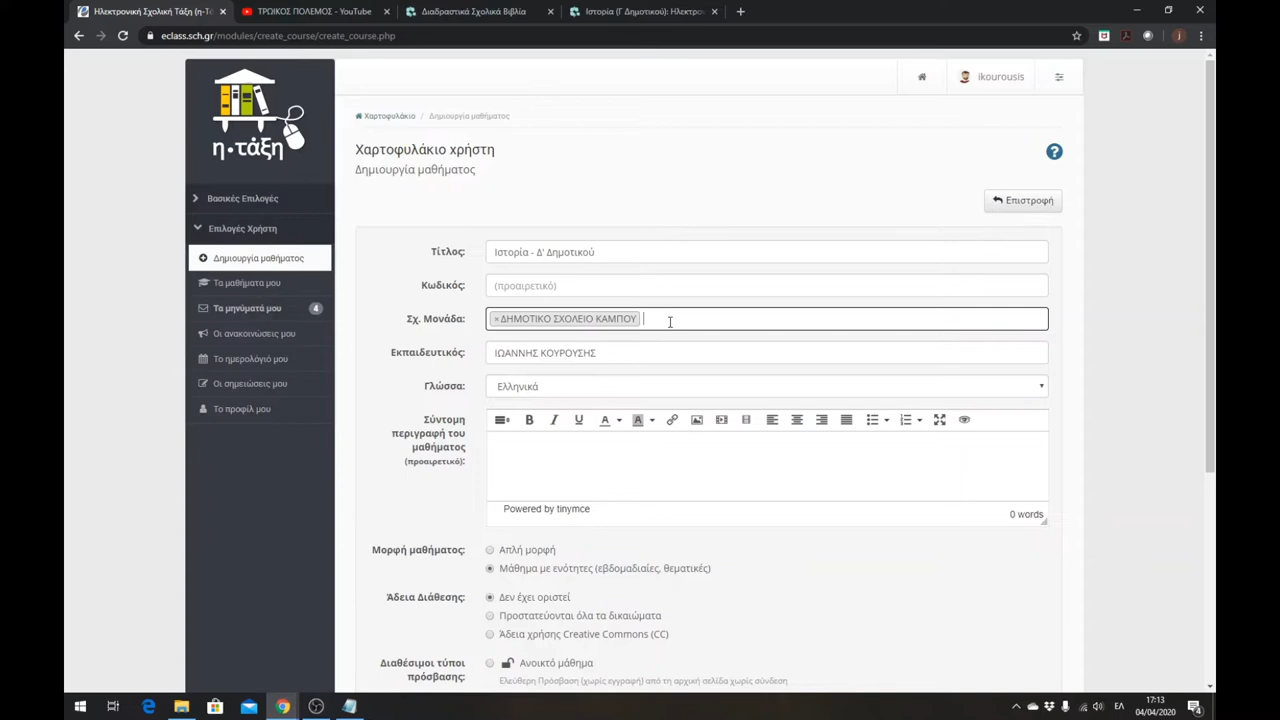 Ηλεκτρονική Σχολική Τάξη (η-Τ
ΤΡΩΙΚΟΣ ΠΟΛΕΜΟΣ - YouTube
Διαδραστικά Σχολικά Βιβλία
Ιστορία (Γ Δημοτικού): Ηλεκτρον
eclass.sch.gr/modules/create_course/create_course.php
η·τάξη
ikourousis
Χαρτοφυλάκιο / Δημιουργία μαθήματος
Χαρτοφυλάκιο χρήστη
Δημιουργία μαθήματος
Επιστροφή
Βασικές Επιλογές
Επιλογές Χρήστη
Δημιουργία μαθήματος
Τα μαθήματα μου
Τα μηνύματά μου 4
Οι ανακοινώσεις μου
Το ημερολόγιό μου
Οι σημειώσεις μου
Το προφίλ μου
Τίτλος: Ιστορία - Δ' Δημοτικού
Κωδικός: (προαιρετικό)
Σχ. Μονάδα: × ΔΗΜΟΤΙΚΟ ΣΧΟΛΕΙΟ ΚΑΜΠΟΥ
Εκπαιδευτικός: ΙΩΑΝΝΗΣ ΚΟΥΡΟΥΣΗΣ
Γλώσσα: Ελληνικά
Σύντομη
περιγραφή του
μαθήματος
(προαιρετικό):
B I U A A
Powered by tinymce
0 words
Μορφή μαθήματος: Απλή μορφή
Μάθημα με ενότητες (εβδομαδιαίες, θεματικές)
Άδεια Διάθεσης: Δεν έχει οριστεί
Προστατεύονται όλα τα δικαιώματα
Άδεια χρήσης Creative Commons (CC)
Διαθέσιμοι τύποι
πρόσβασης:
Ανοικτό μάθημα
Ελεύθερη Πρόσβαση (χωρίς εγγραφή) από τη αρχική σελίδα χωρίς σύνδεση
ΕΛ
17:13
04/04/2020
4